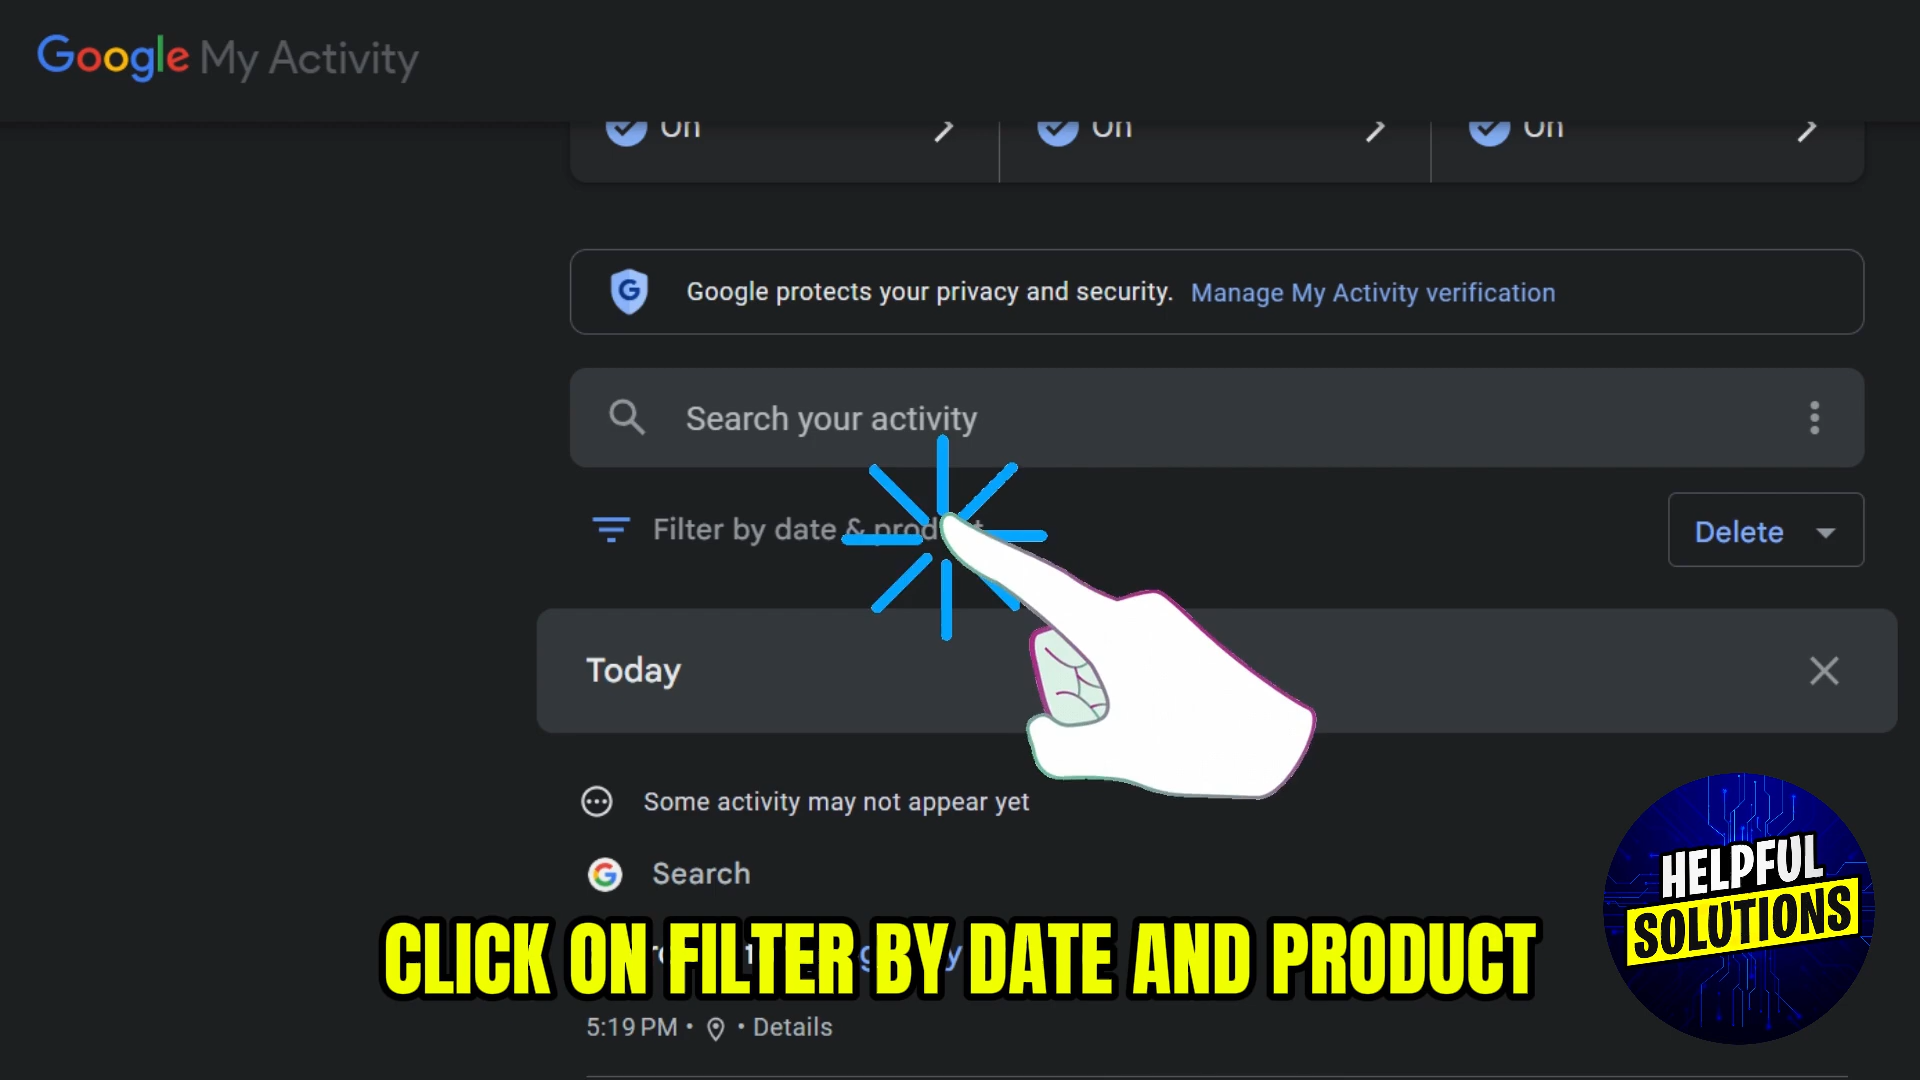 Google My Activity
On
On
On
G
Google protects your privacy and security. Manage My Activity verification
Search your activity
Filter by date & product
Delete
Today
Some activity may not appear yet
Search
CLICK ON FILTER BY DATE AND PRODUCT
5:19 PM • • Details
HELPFUL
SOLUTIONS